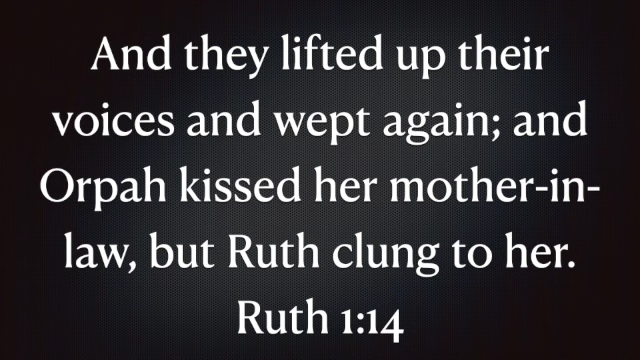 And they lifted up their
voices and wept again; and
Orpah kissed her mother-in-
law, but Ruth clung to her.
Ruth 1:14